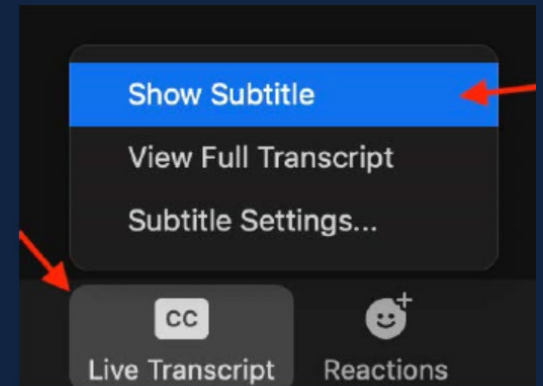 Show Subtitle
View Full Transcript
Subtitle Settings...
CC
Live Transcript
Reactions